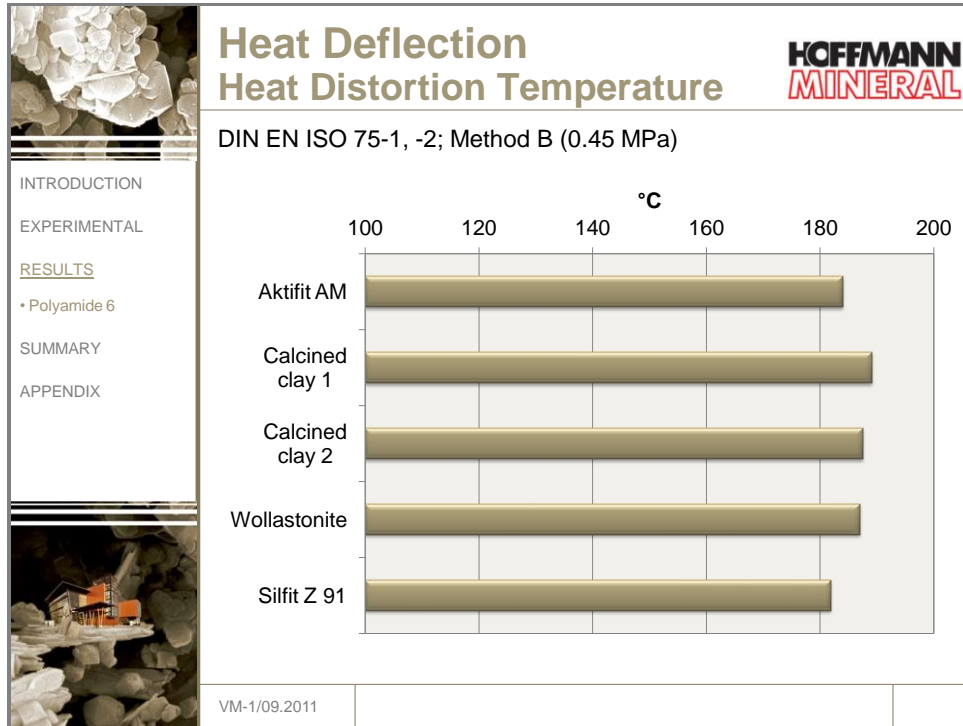 Heat Deflection
Heat Distortion Temperature
HOFFMANN
MINERAL
DIN EN ISO 75-1, -2; Method B (0.45 MPa)
INTRODUCTION
EXPERIMENTAL
RESULTS
• Polyamide 6
SUMMARY
APPENDIX
°C
100 120 140 160 180 200
Aktifit AM
Calcined
clay 1
Calcined
clay 2
Wollastonite
Silfit Z 91
VM-1/09.2011